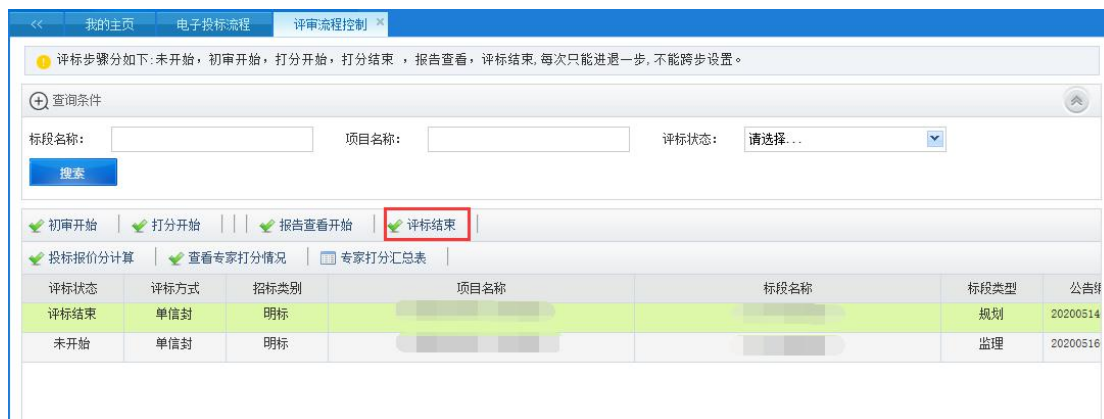 << 我的主页 电子投标流程 评审流程控制 ×
评标步骤分如下:未开始，初审开始，打分开始，打分结束 ，报告查看，评标结束,每次只能进退一步,不能跨步设置。
查询条件
标段名称： 项目名称： 评标状态： 请选择...
搜索
初审开始 打分开始 报告查看开始 评标结束
投标报价分计算 查看专家打分情况 专家打分汇总表
评标状态 评标方式 招标类别 项目名称 标段名称 标段类型 公告
评标结束 单信封 明标 规划 20200514
未开始 单信封 明标 监理 20200516